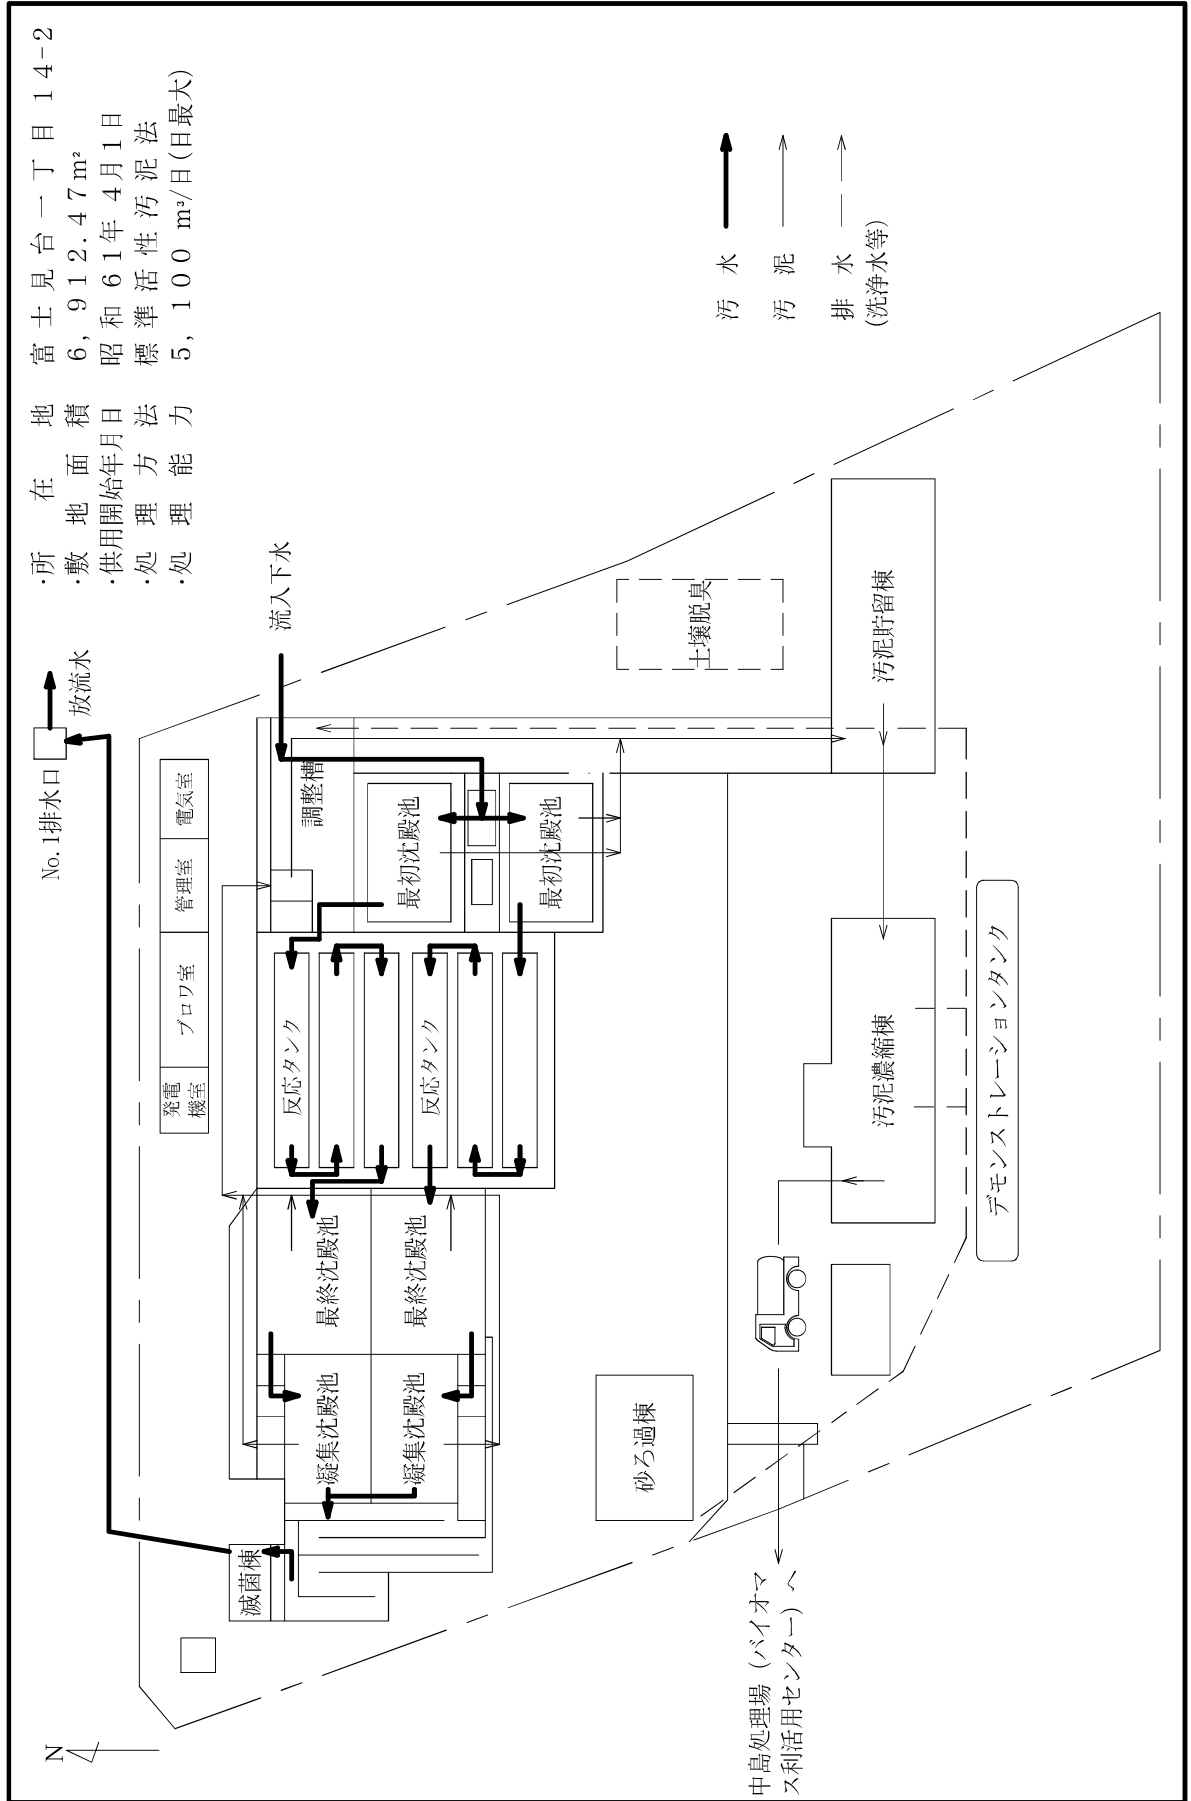 ・所在地 富士見台一丁目14-2
・敷地面積 6,912.47m²
・供用開始年月日 昭和61年4月1日
・処理方法 標準活性汚泥法
・処理能力 5,100 m³/日(日最大)
N
No.1排水口
放流水
流入下水
滅菌棟
発電
機室
ブロワ室
管理室
電気室
調整槽
凝集沈殿池
最終沈殿池
反応タンク
最初沈殿池
凝集沈殿池
最終沈殿池
反応タンク
最初沈殿池
砂ろ過棟
土壌脱臭
汚泥濃縮棟
汚泥貯留棟
デモンストレーションタンク
中島処理場（バイオマ
ス利活用センター）へ
汚水
汚泥
排水
(洗浄水等)